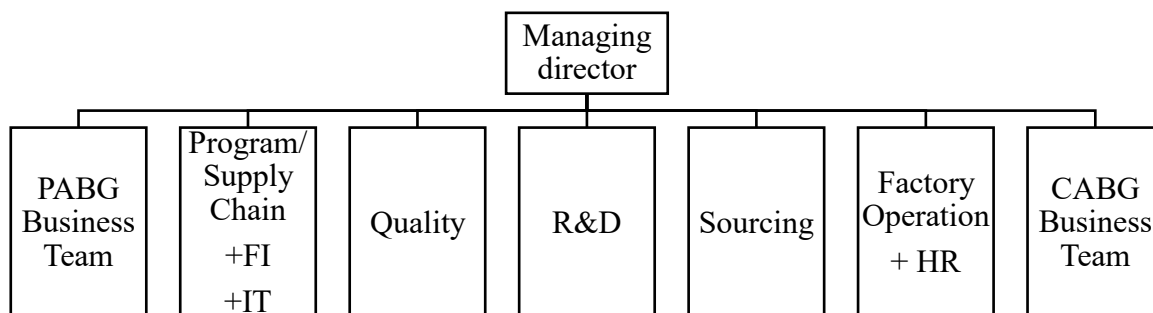 Managing
director
PABG
Business
Team
Program/
Supply
Chain
+FI
+IT
Quality
R&D
Sourcing
Factory
Operation
+ HR
CABG
Business
Team